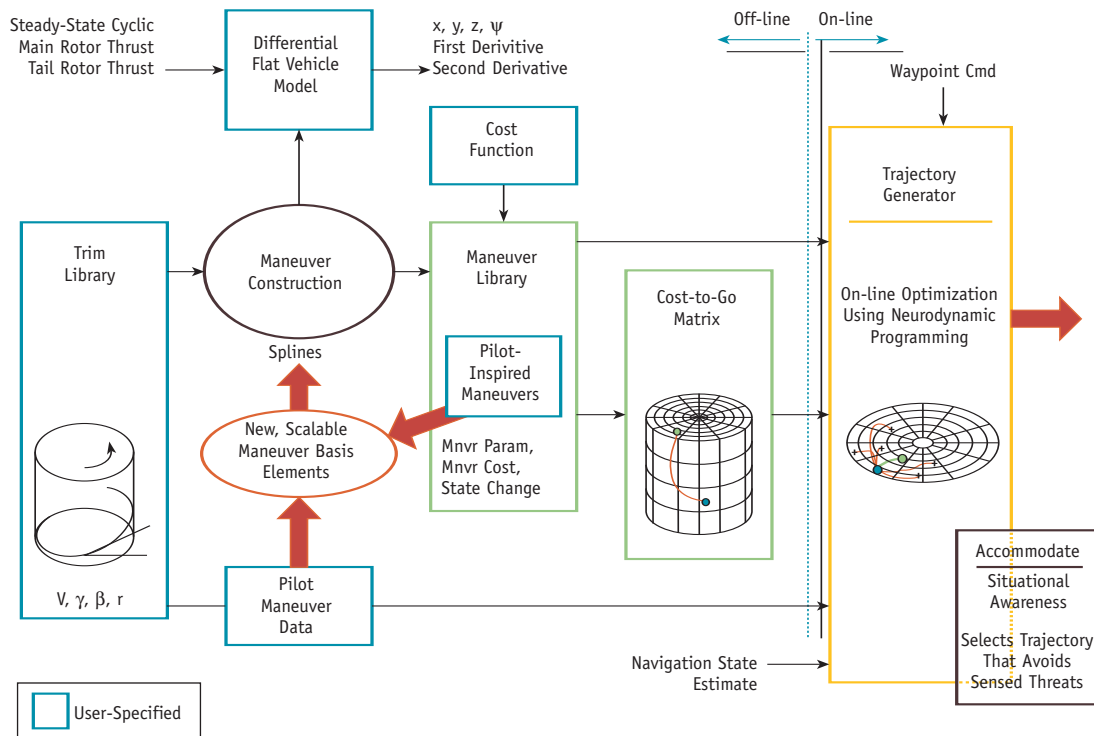 Steady-State Cyclic
Main Rotor Thrust
Tail Rotor Thrust
Differential
Flat Vehicle
Model
x, y, z, ψ
First Derivitive
Second Derivative
Off-line
On-line
Waypoint Cmd
Cost
Function
Trajectory
Generator
Trim
Library
Maneuver
Construction
Maneuver
Library
Cost-to-Go
Matrix
On-line Optimization
Using Neurodynamic
Programming
Splines
Pilot-
Inspired
Maneuvers
New, Scalable
Maneuver Basis
Elements
Mnvr Param,
Mnvr Cost,
State Change
V, γ, β, r
Pilot
Maneuver
Data
Accommodate
Situational
Awareness
Selects Trajectory
That Avoids
Sensed Threats
Navigation State
Estimate
User-Specified